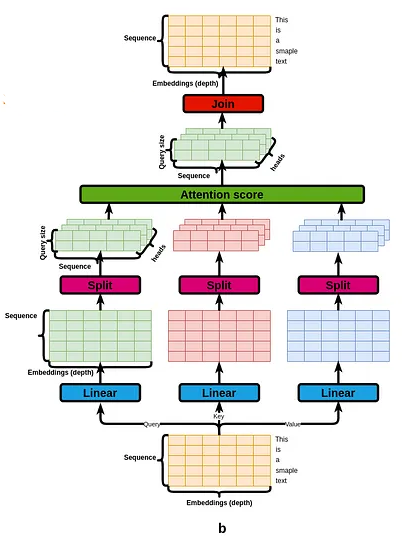 This
is
Sequence
a
smaple
text
Embeddings (depth)
Join
Query size
heads
Sequence
Attention score
Query size
heads
Sequence
Split
Split
Split
Sequence
Embeddings (depth)
Linear
Linear
Linear
Query
Key
Value
This
is
Sequence
a
smaple
text
Embeddings (depth)
b